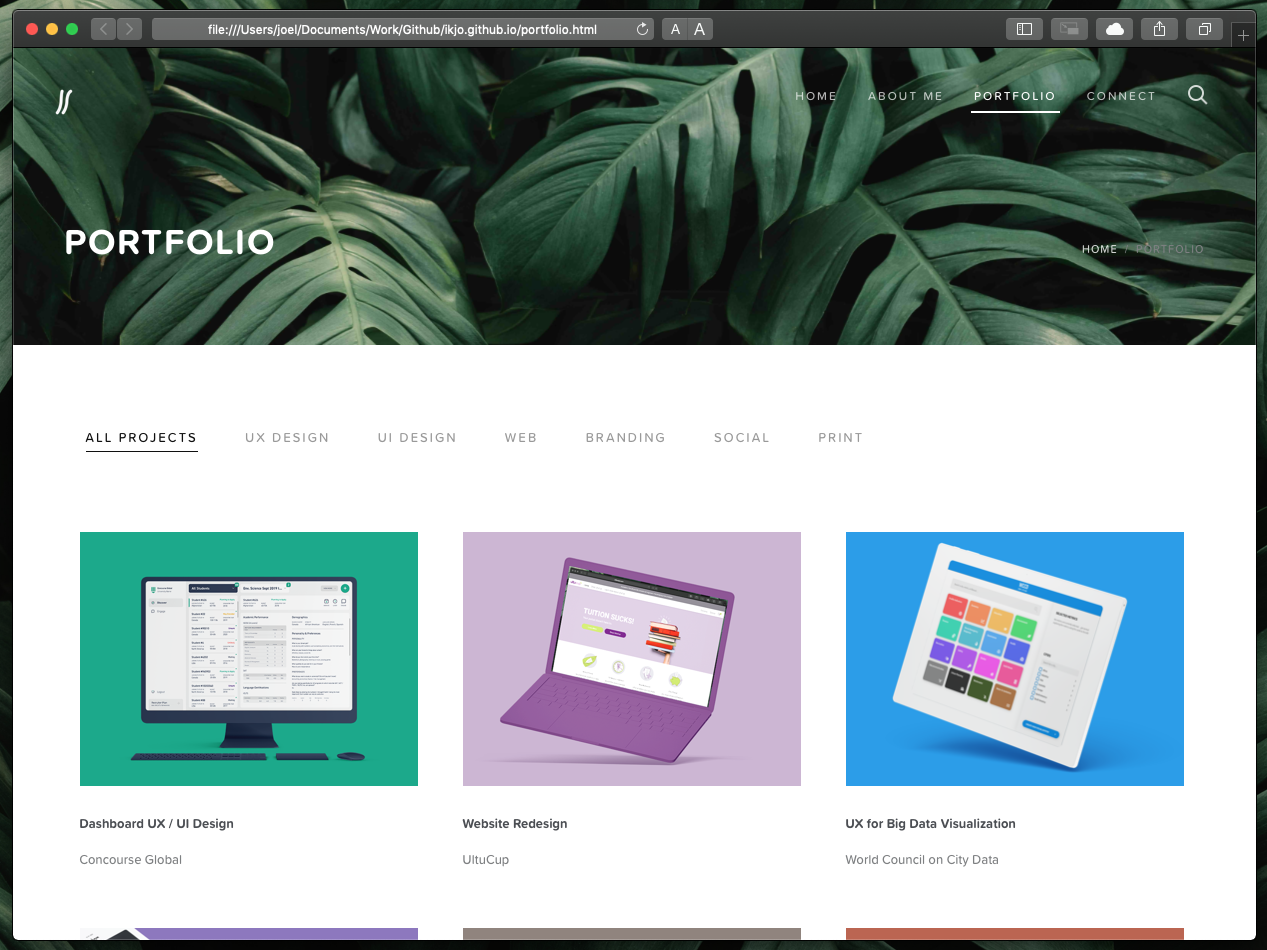 file:///Users/joel/Documents/Work/Github/ikjo.github.io/portfolio.html
A A
HOME ABOUT ME PORTFOLIO CONNECT
PORTFOLIO
HOME / PORTFOLIO
ALL PROJECTS UX DESIGN UI DESIGN WEB BRANDING SOCIAL PRINT
All Students
TUITION SUCKS!
Dashboard UX / UI Design
Website Redesign
UX for Big Data Visualization
Concourse Global
UltuCup
World Council on City Data